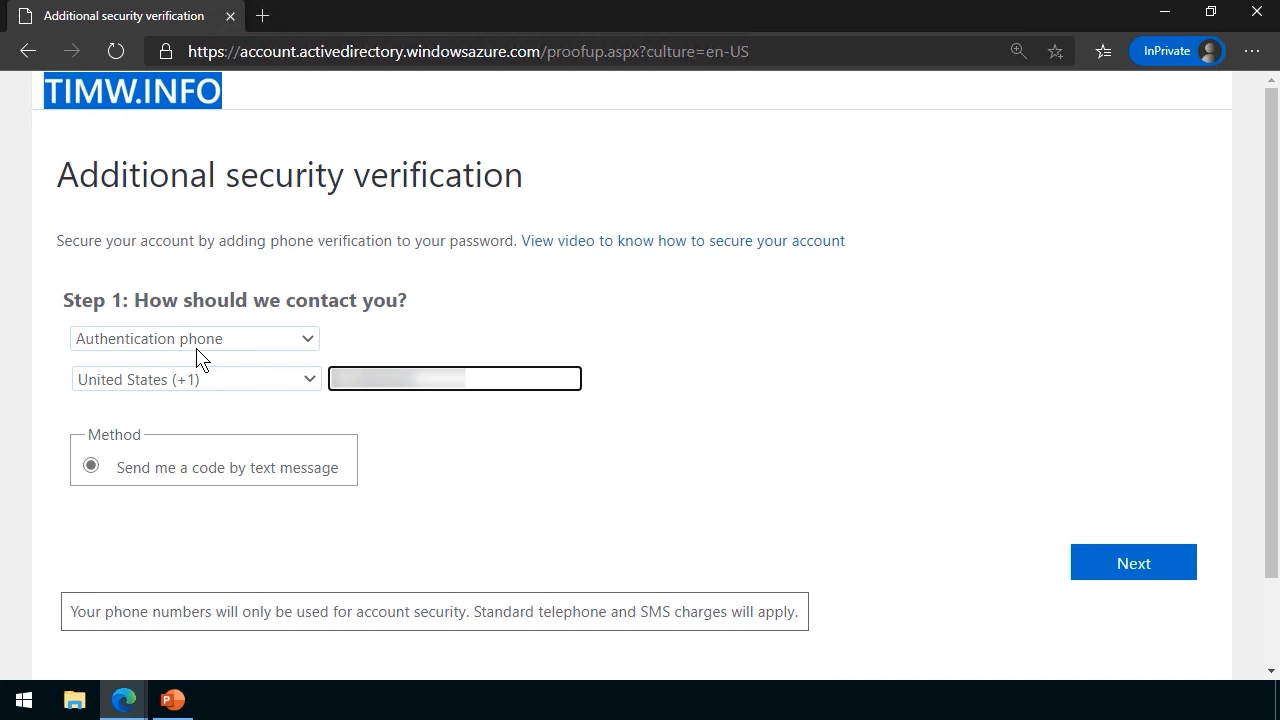 Additional security verification
https://account.activedirectory.windowsazure.com/proofup.aspx?culture=en-US
InPrivate
TIMW.INFO
Additional security verification
Secure your account by adding phone verification to your password. View video to know how to secure your account
Step 1: How should we contact you?
Authentication phone
United States (+1)
Method
Send me a code by text message
Next
Your phone numbers will only be used for account security. Standard telephone and SMS charges will apply.
P